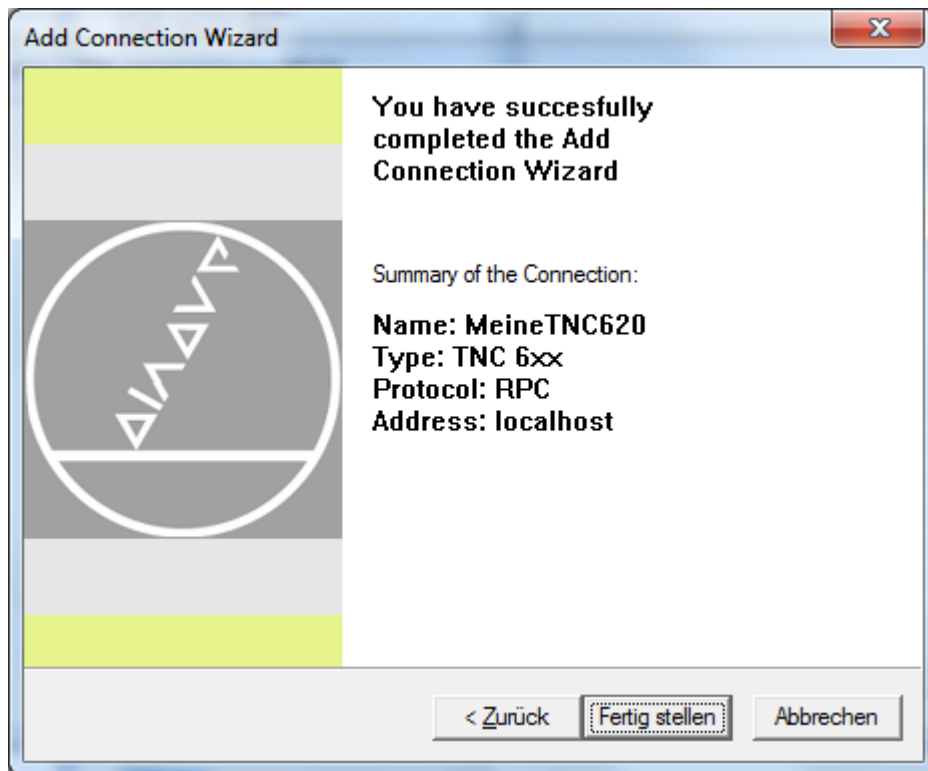 Add Connection Wizard
You have succesfully
completed the Add
Connection Wizard
Summary of the Connection:
Name: MeineTNC620
Type: TNC 6xx
Protocol: RPC
Address: localhost
< Zurück
Fertig stellen
Abbrechen